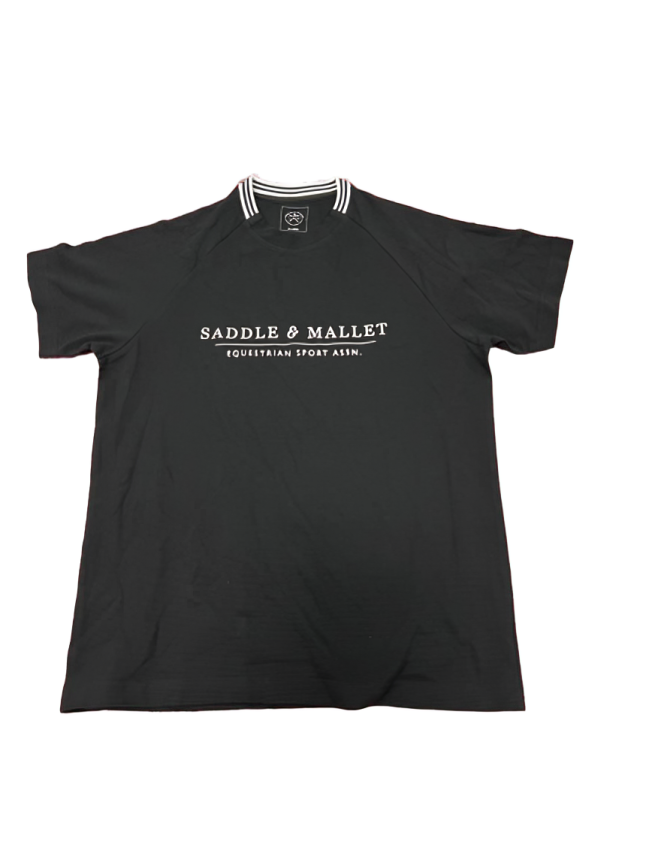 SADDLE & MALLET
EQUESTRIAN SPORT ASSN.